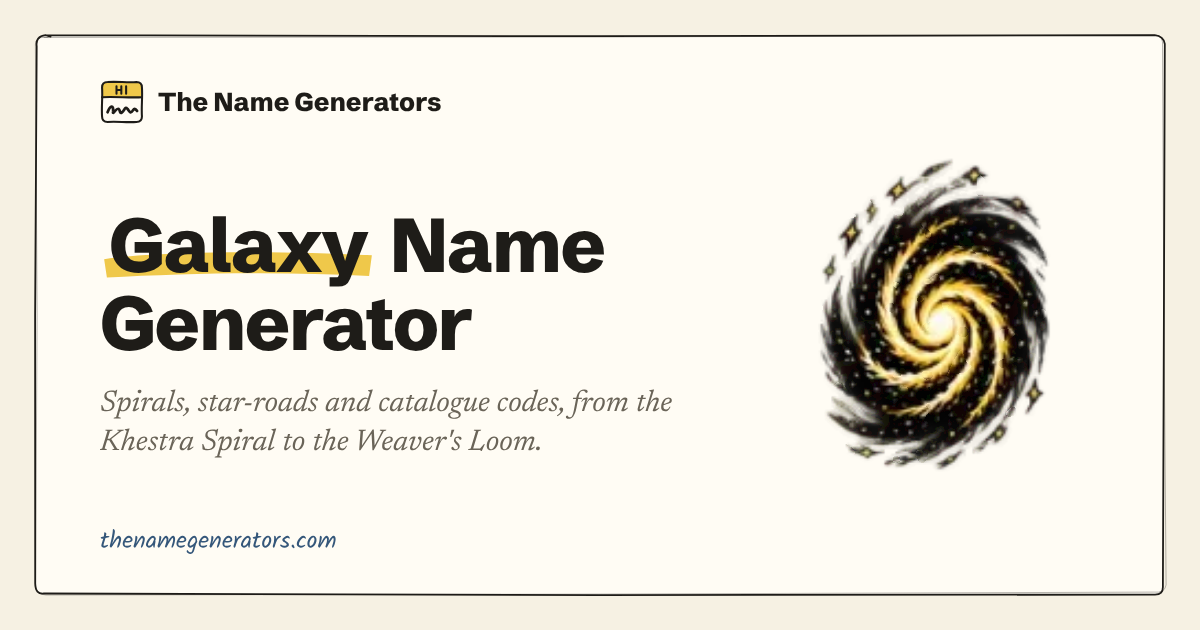 HI
The Name Generators
Galaxy Name
Generator
Spirals, star-roads and catalogue codes, from the
Khestra Spiral to the Weaver's Loom.
thenamegenerators.com